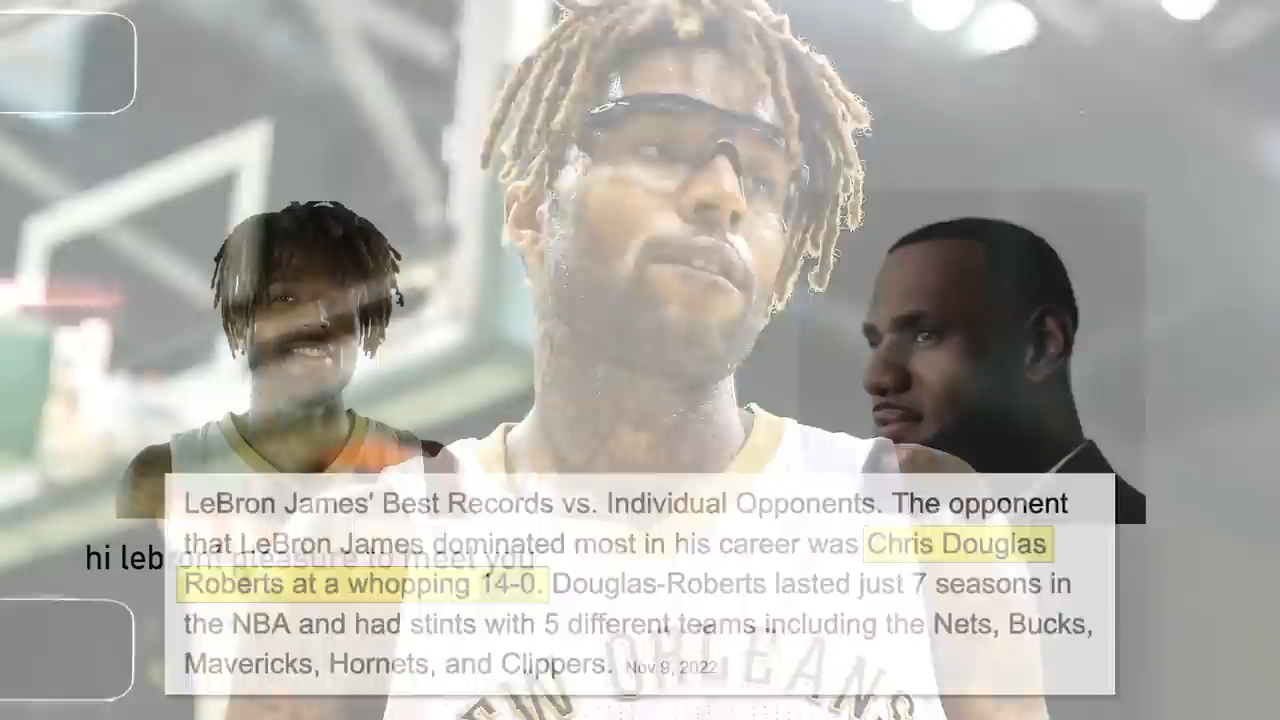 LeBron James' Best Records vs. Individual Opponents. The opponent
that LeBron James dominated most in his career was Chris Douglas
Roberts at a whopping 14-0. Douglas-Roberts lasted just 7 seasons in
the NBA and had stints with 5 different teams including the Nets, Bucks,
Mavericks, Hornets, and Clippers. Nov 9, 2022
hi lebron pleasure to meet you
NEW ORLEANS